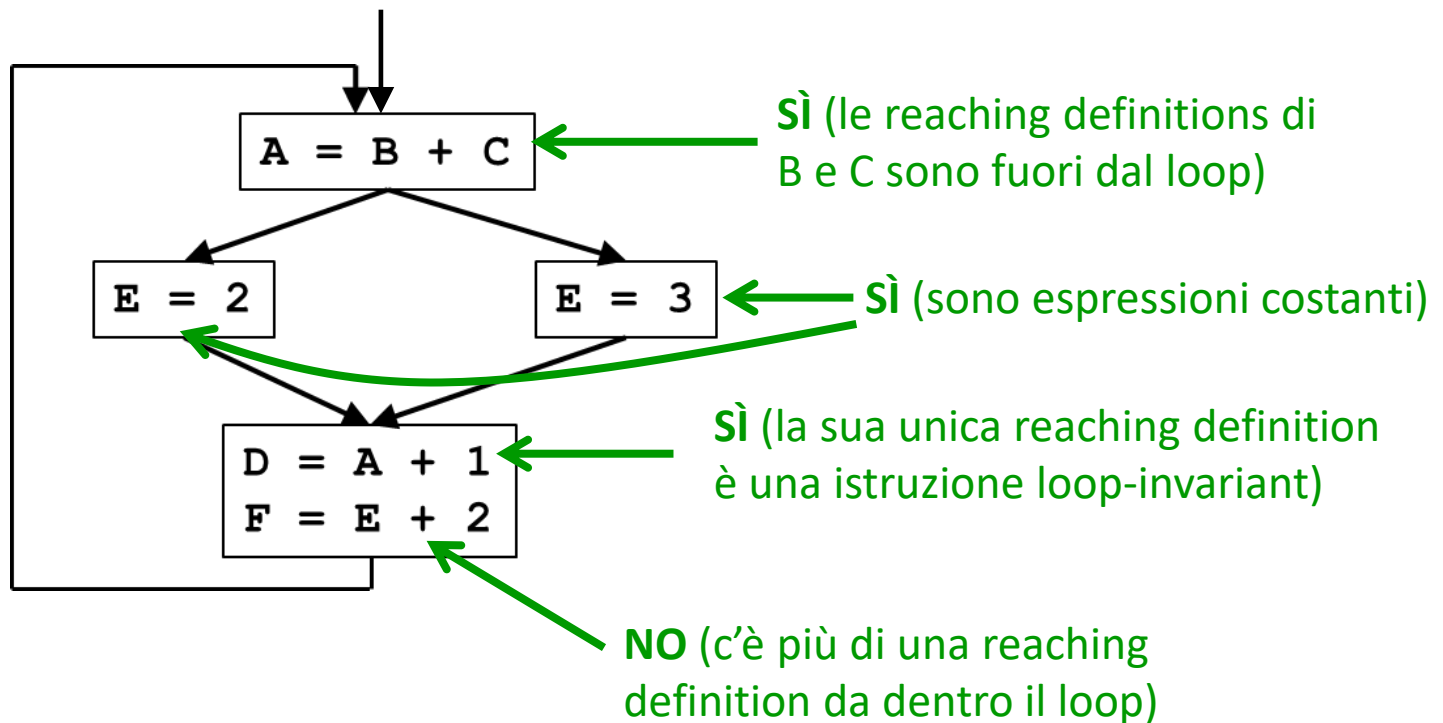 A = B + C
SÌ (le reaching definitions di
B e C sono fuori dal loop)
E = 2
E = 3
SÌ (sono espressioni costanti)
SÌ (la sua unica reaching definition
è una istruzione loop-invariant)
D = A + 1
F = E + 2
NO (c’è più di una reaching
definition da dentro il loop)